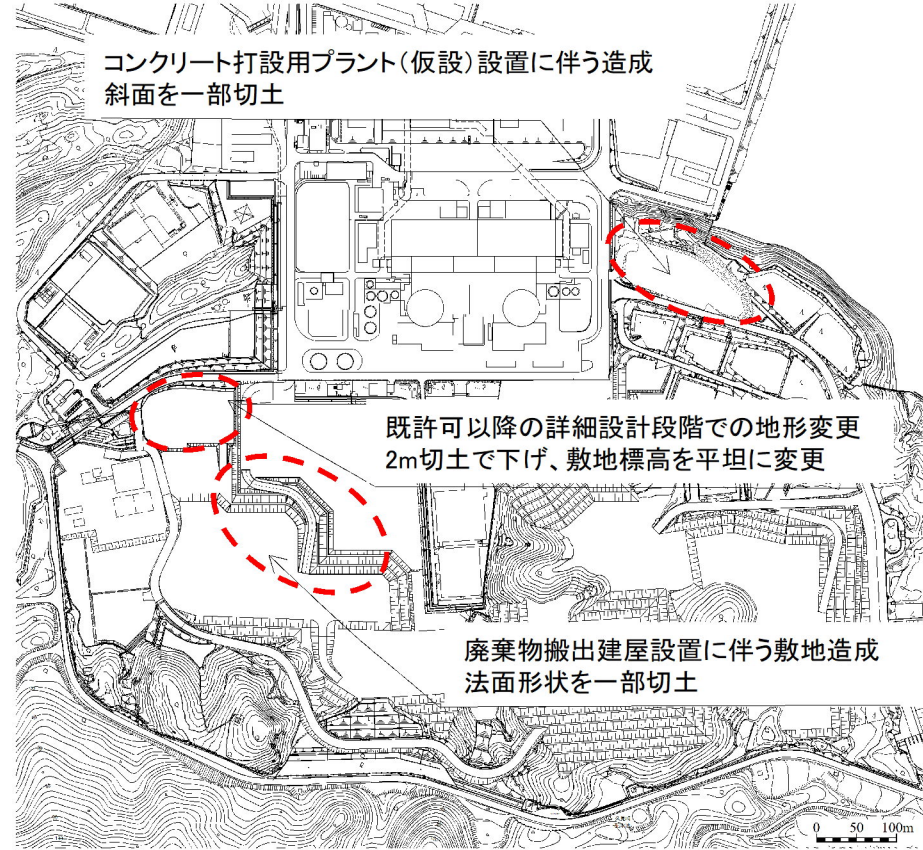 コンクリート打設用プラント（仮設）設置に伴う造成
斜面を一部切土
既許可以降の詳細設計段階での地形変更
2m切土で下げ、敷地標高を平坦に変更
廃棄物搬出建屋設置に伴う敷地造成
法面形状を一部切土
0 50 100m